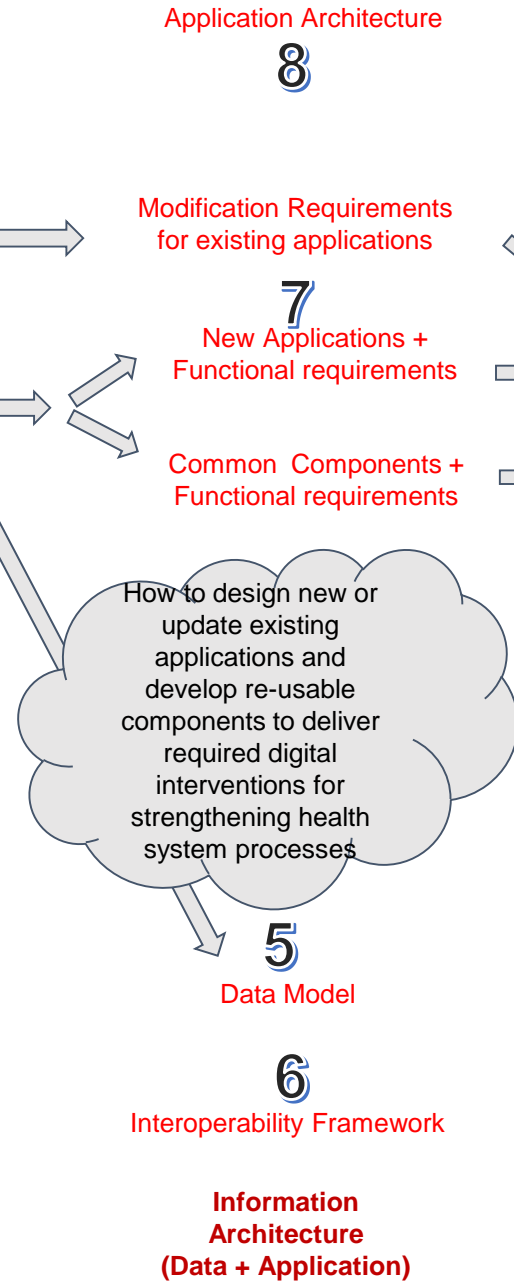 Application Architecture
8
Modification Requirements
for existing applications
7
New Applications +
Functional requirements
Common Components +
Functional requirements
How to design new or
update existing
applications and
develop re-usable
components to deliver
required digital
interventions for
strengthening health
system processes
5
Data Model
6
Interoperability Framework
Information
Architecture
(Data + Application)